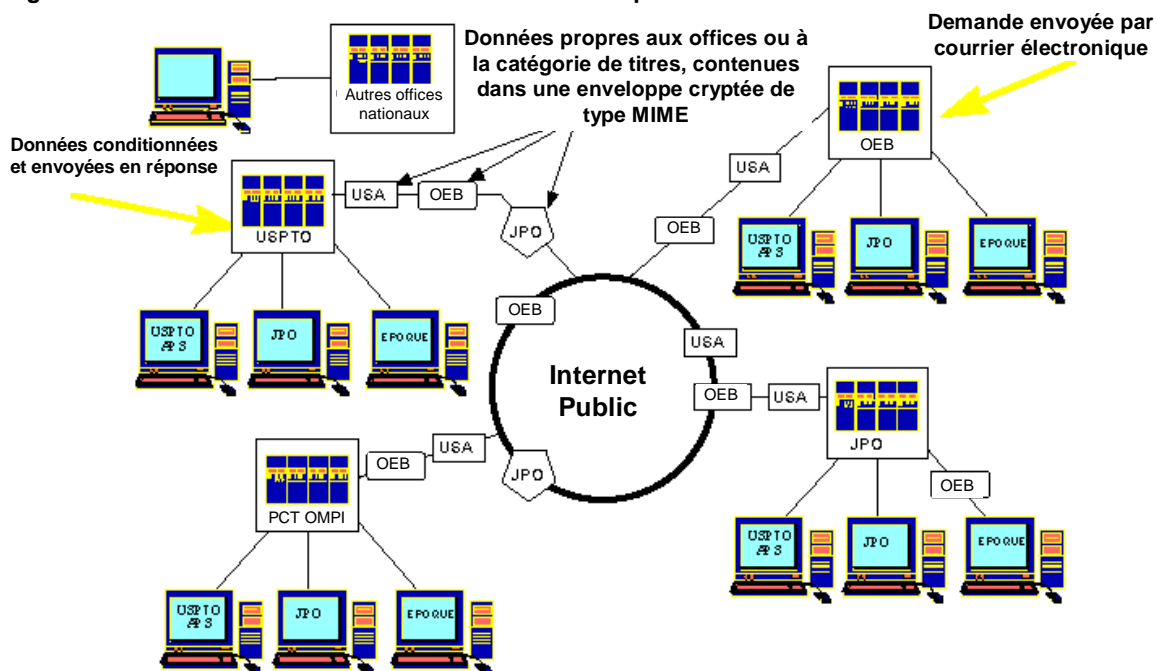 Demande envoyée par
courrier électronique
Données propres aux offices ou à
la catégorie de titres, contenues
dans une enveloppe cryptée de
type MIME
Autres offices
nationaux
Données conditionnées
et envoyées en réponse
USPTO
USA
OEB
JPO
OEB
USA
OEB
USPTO
APS
JPO
EPOQUE
USPTO
APS
JPO
EPOQUE
OEB
USA
Internet
Public
OEB
USA
JPO
OEB
USPTO
APS
JPO
EPOQUE
PCT OMPI
OEB
USA
JPO
USPTO
APS
JPO
EPOQUE